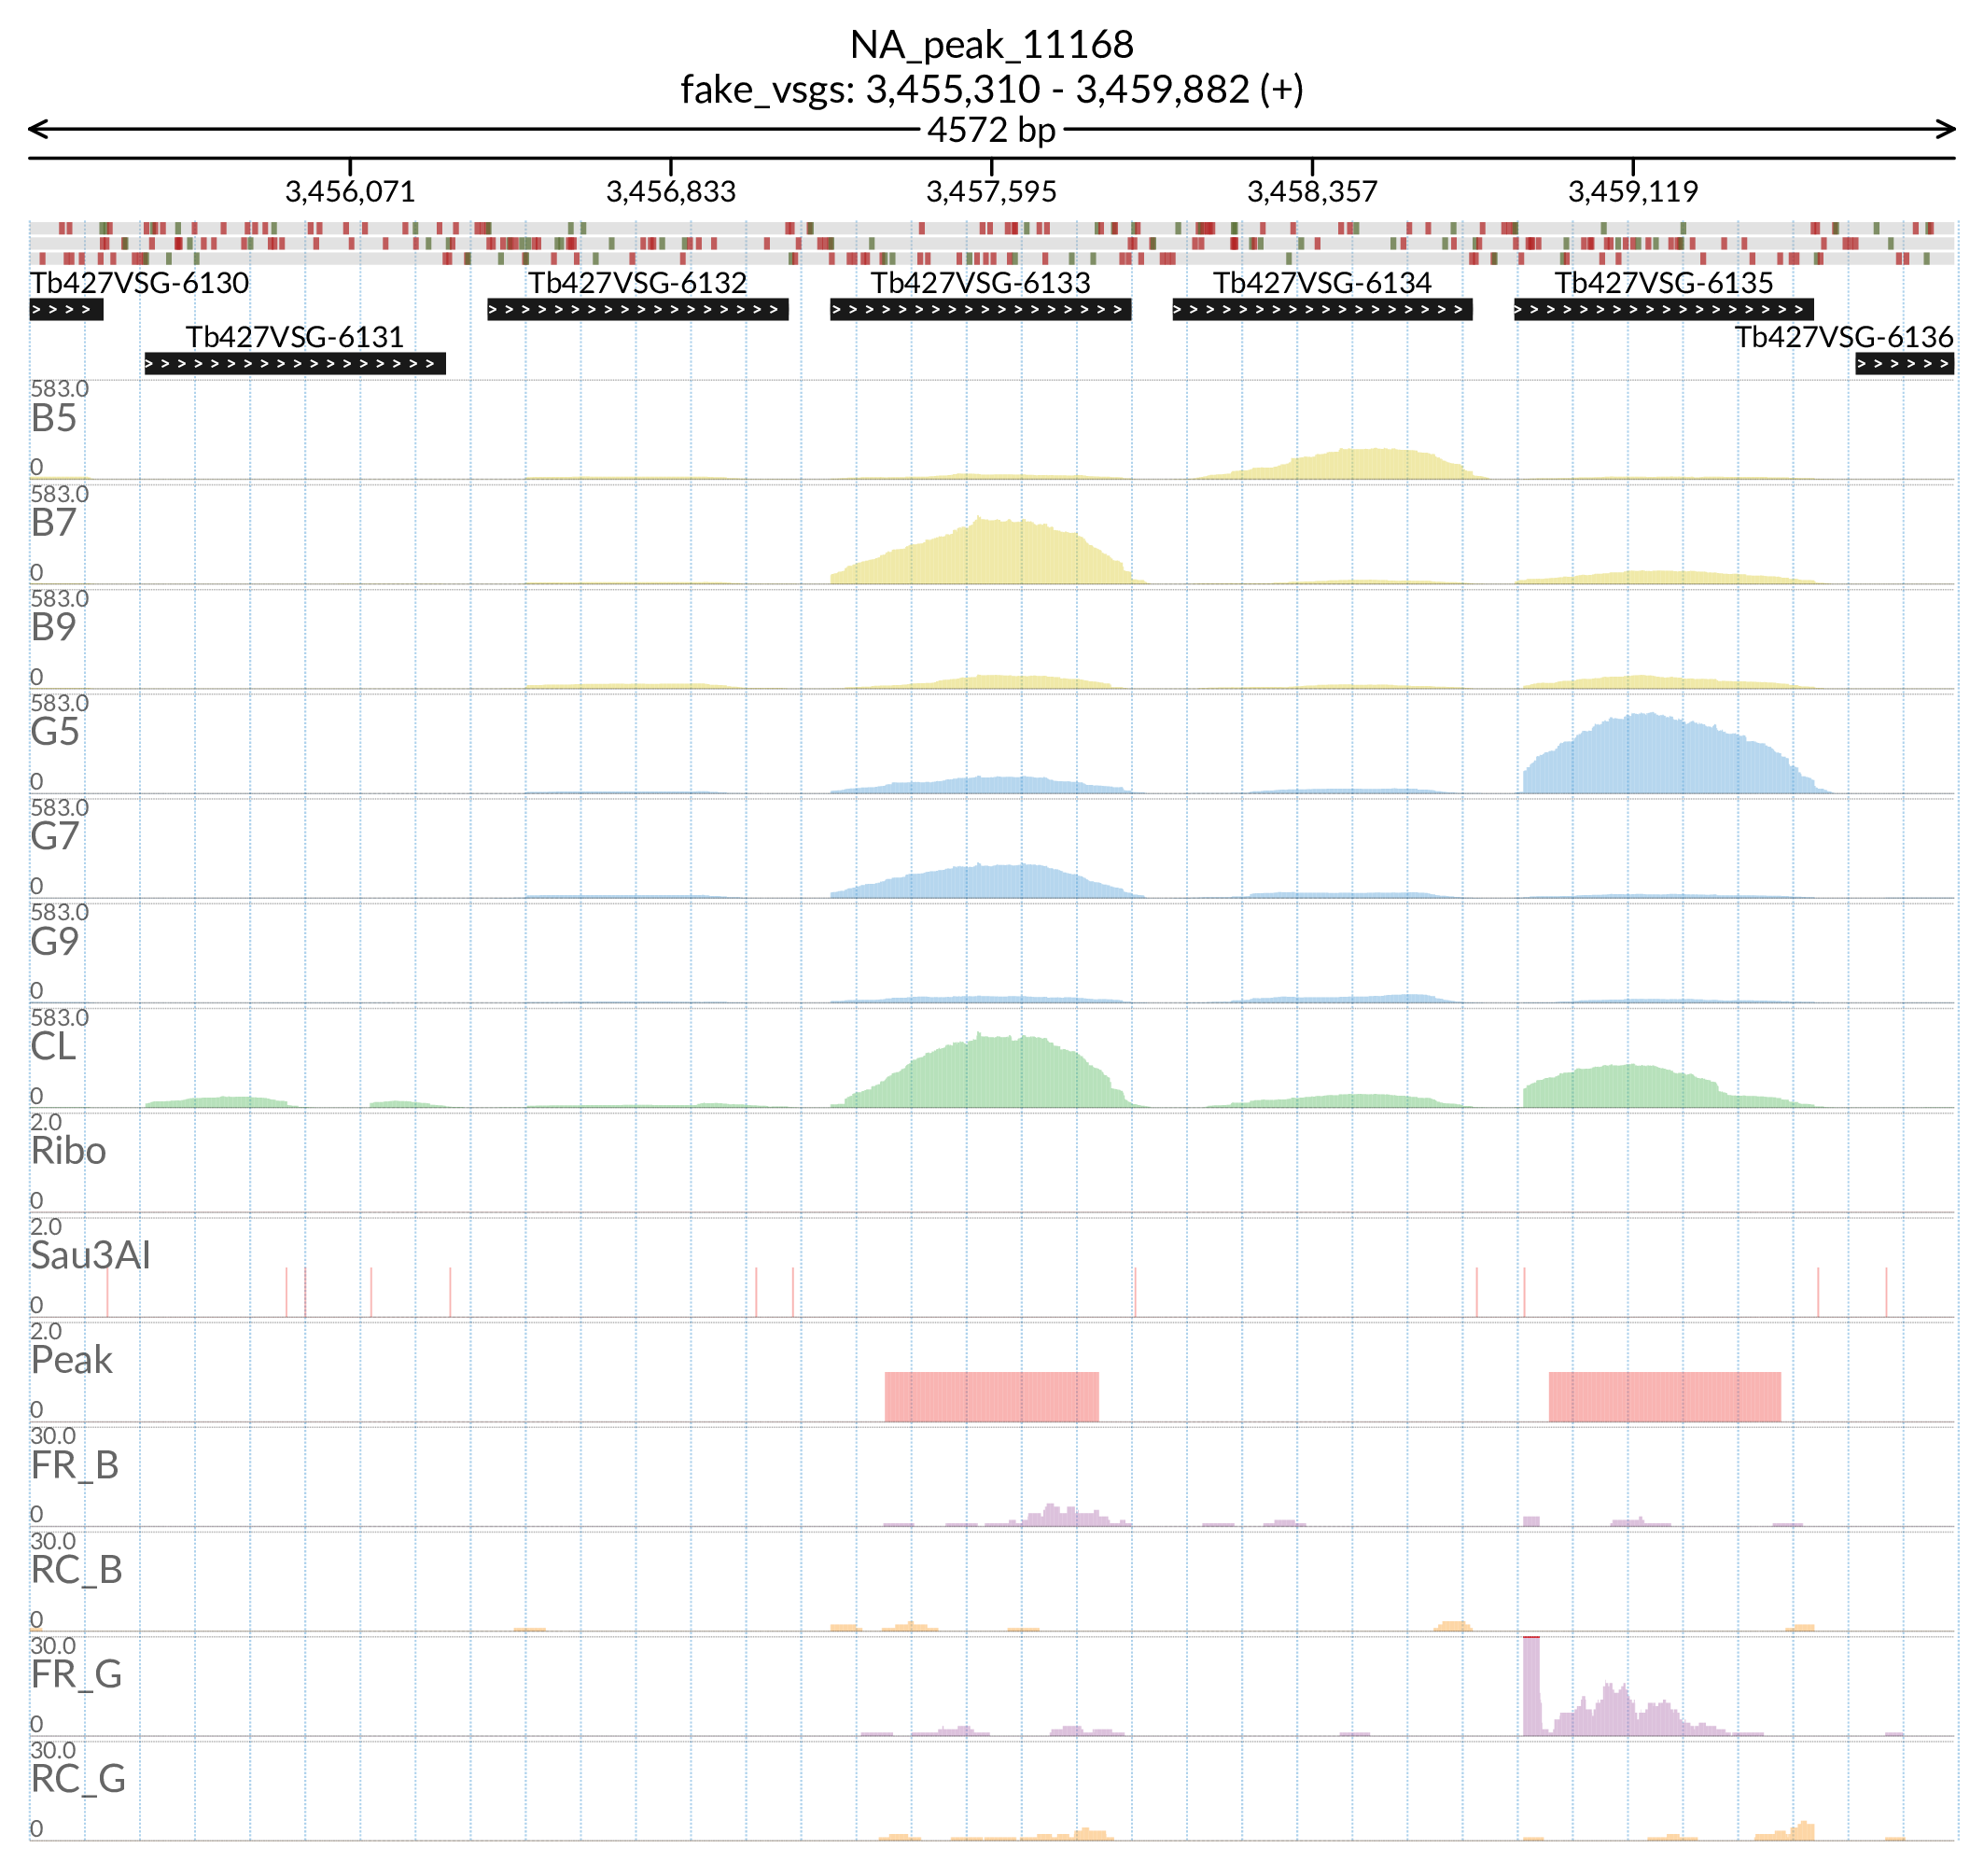 NA_peak_11168
fake_vsgs: 3,455,310 - 3,459,882 (+)
4572 bp
3,456,071 3,456,833 3,457,595 3,458,357 3,459,119
Tb427VSG-6130 Tb427VSG-6132 Tb427VSG-6133 Tb427VSG-6134 Tb427VSG-6135
Tb427VSG-6131 Tb427VSG-6136
583.0
B5
0
583.0
B7
0
583.0
B9
0
583.0
G5
0
583.0
G7
0
583.0
G9
0
583.0
CL
0
2.0
Ribo
0
2.0
Sau3AI
0
2.0
Peak
0
30.0
FR_B
0
30.0
RC_B
0
30.0
FR_G
0
30.0
RC_G
0